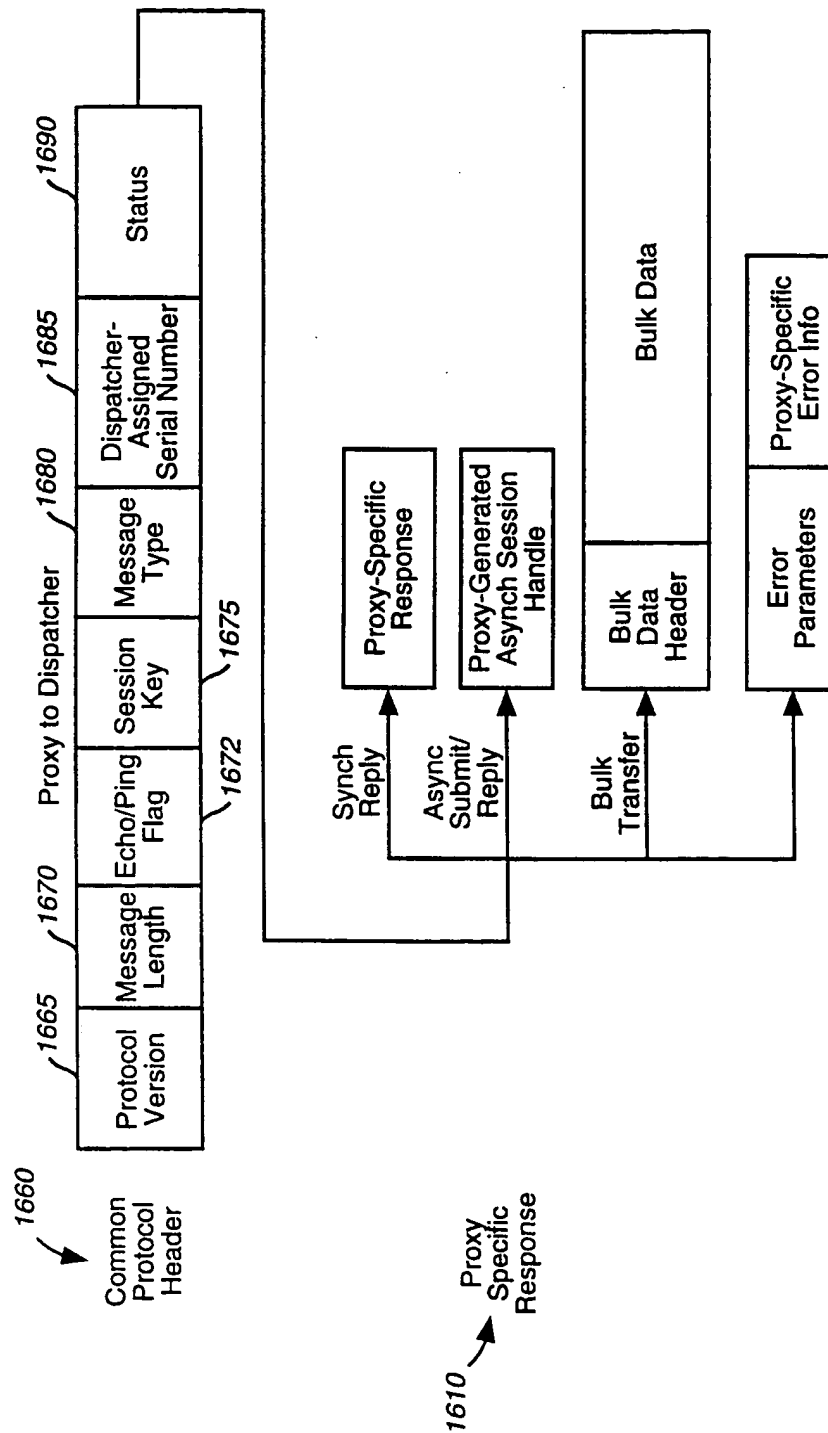 Proxy to Dispatcher
1660
Common
Protocol
Header
1665
Protocol
Version
1670
Message
Length
Echo/Ping
Flag
1672
Session
Key
1675
1680
Message
Type
1685
Dispatcher-
Assigned
Serial Number
1690
Status
1610
Proxy
Specific
Response
Synch
Reply
Proxy-Specific
Response
Async
Submit/
Reply
Proxy-Generated
Asynch Session
Handle
Bulk
Transfer
Bulk
Data
Header
Bulk Data
Error
Parameters
Proxy-Specific
Error Info